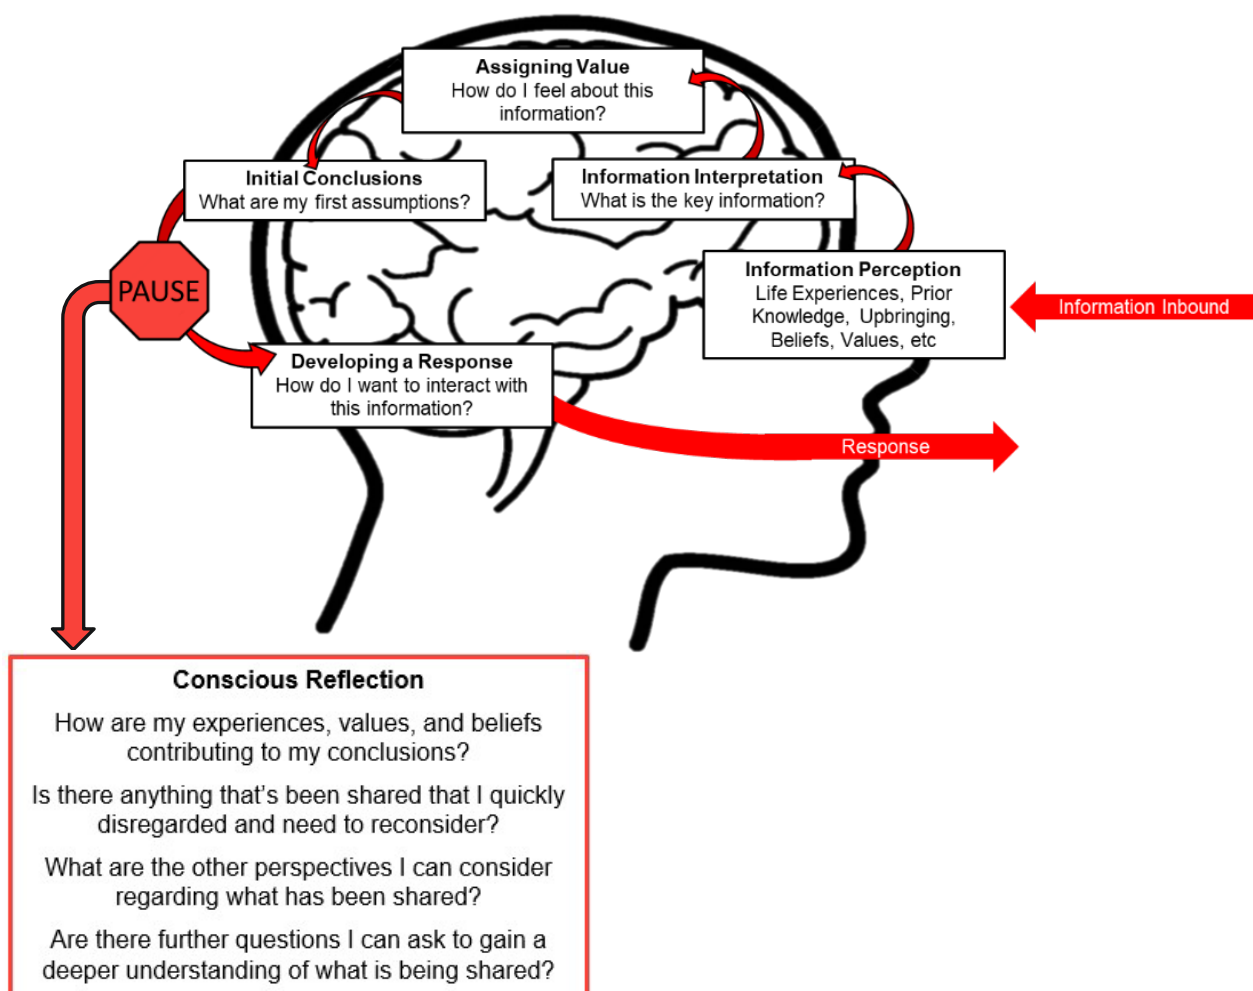 Assigning Value
How do I feel about this
information?
Initial Conclusions
What are my first assumptions?
Information Interpretation
What is the key information?
Information Perception
Life Experiences, Prior
Knowledge, Upbringing,
Beliefs, Values, etc
Information Inbound
PAUSE
Developing a Response
How do I want to interact with
this information?
Response
Conscious Reflection
How are my experiences, values, and beliefs
contributing to my conclusions?
Is there anything that's been shared that I quickly
disregarded and need to reconsider?
What are the other perspectives I can consider
regarding what has been shared?
Are there further questions I can ask to gain a
deeper understanding of what is being shared?